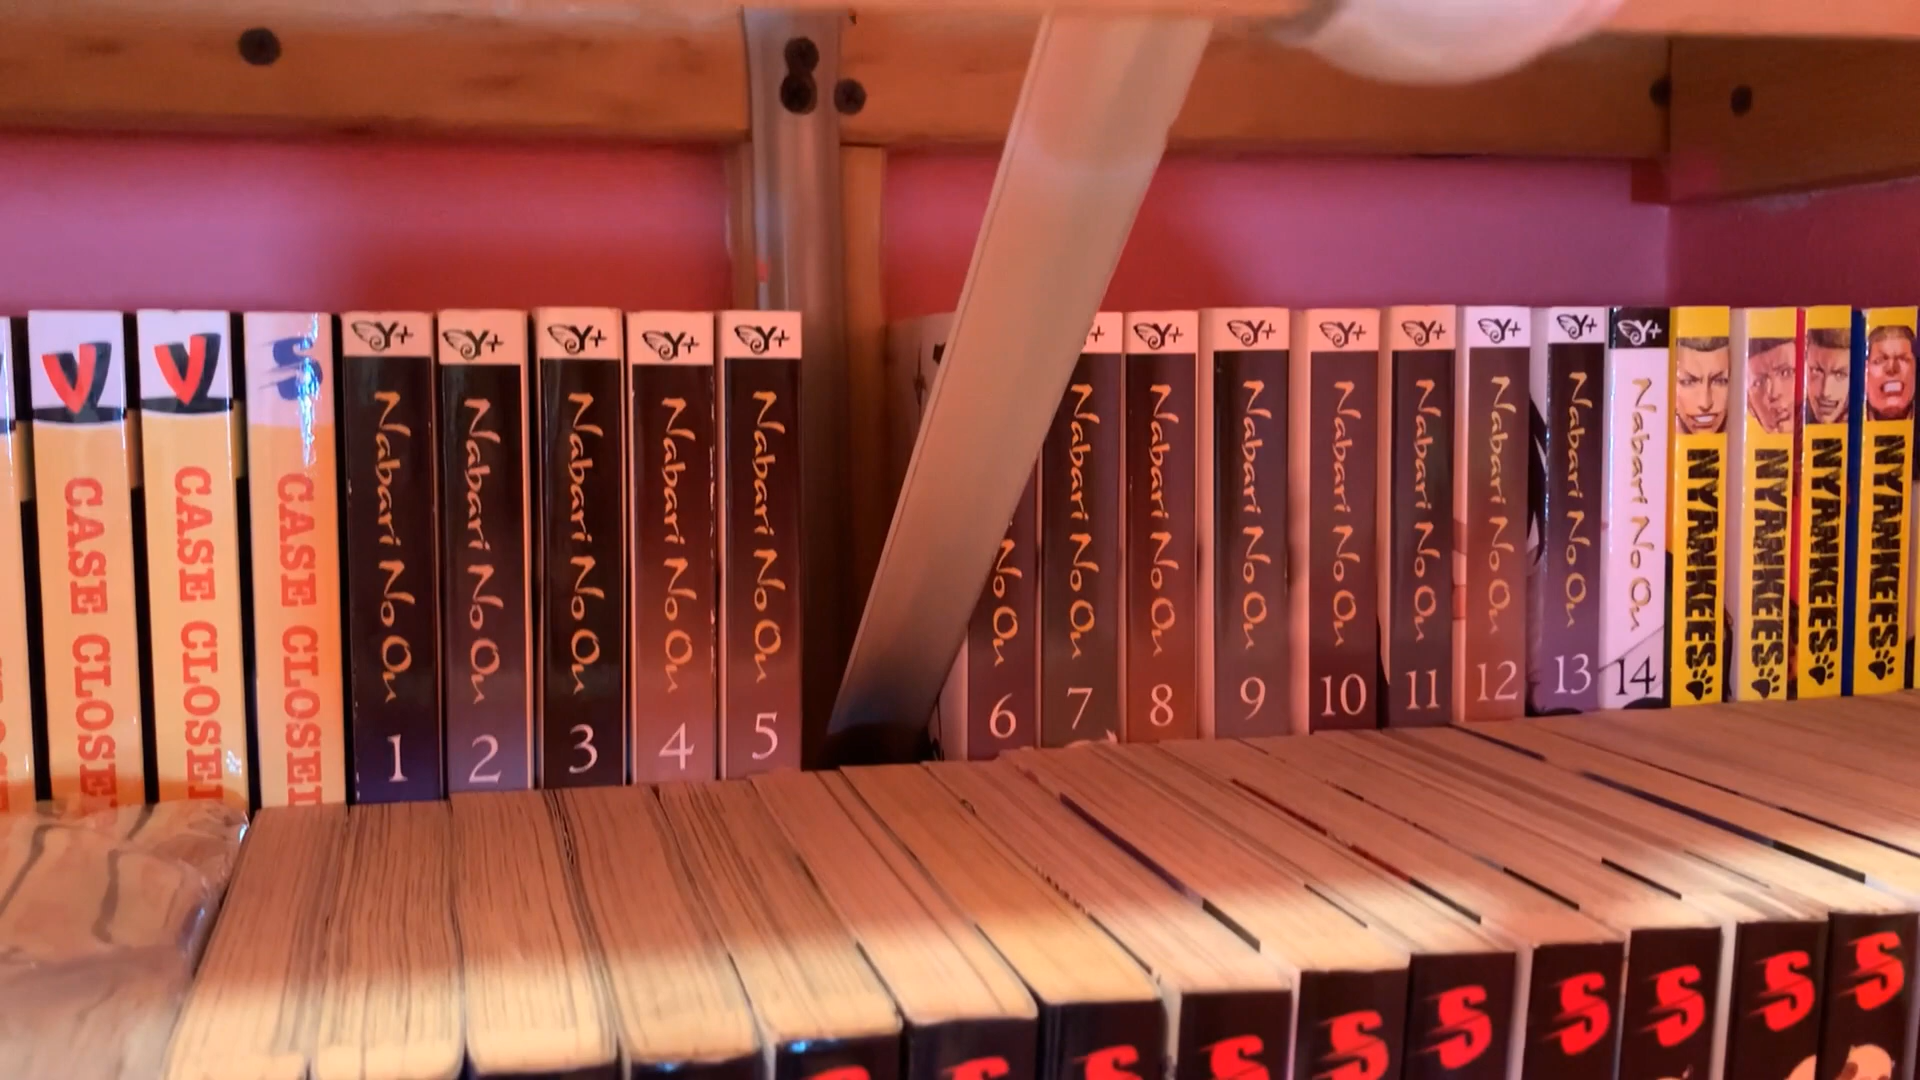 CASE CLOSE
CASE CLOSE
CASE CLOSE
Y+
Nabari No Ou
1
Y+
Nabari No Ou
2
Y+
Nabari No Ou
3
Y+
Nabari No Ou
4
Y+
Nabari No Ou
5
No Ou
6
Y+
Nabari No Ou
7
Y+
Nabari No Ou
8
Y+
Nabari No Ou
9
Y+
Nabari No Ou
10
Y+
Nabari No Ou
11
Y+
Nabari No Ou
12
Y+
Nabari No Ou
13
Y+
Nabari No Ou
14
NYANKEES
NYANKEES
NYANKEES
NYANKEES
S
S
S
S
S
S
S
S
S